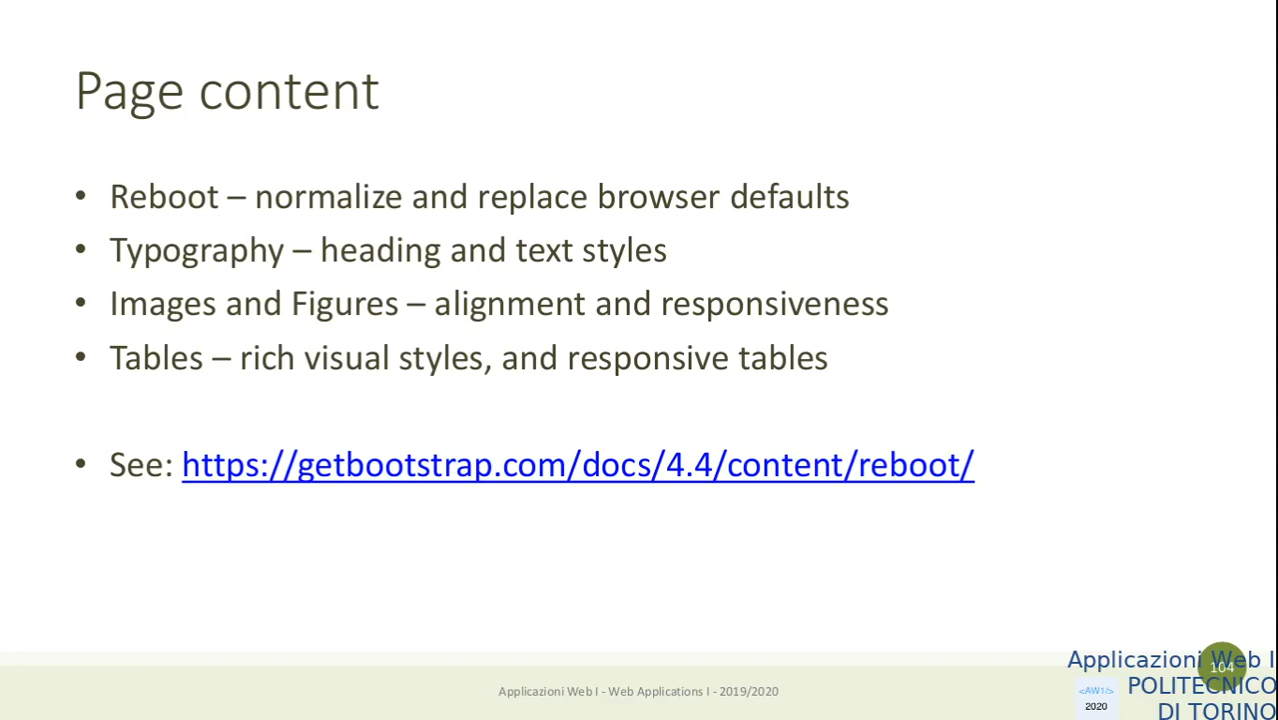 Page content
• Reboot – normalize and replace browser defaults
• Typography – heading and text styles
• Images and Figures – alignment and responsiveness
• Tables – rich visual styles, and responsive tables
• See: https://getbootstrap.com/docs/4.4/content/reboot/
Applicazioni Web I - Web Applications I - 2019/2020
104
Applicazioni Web I
POLITECNICO
DI TORINO
<AW1/>
2020